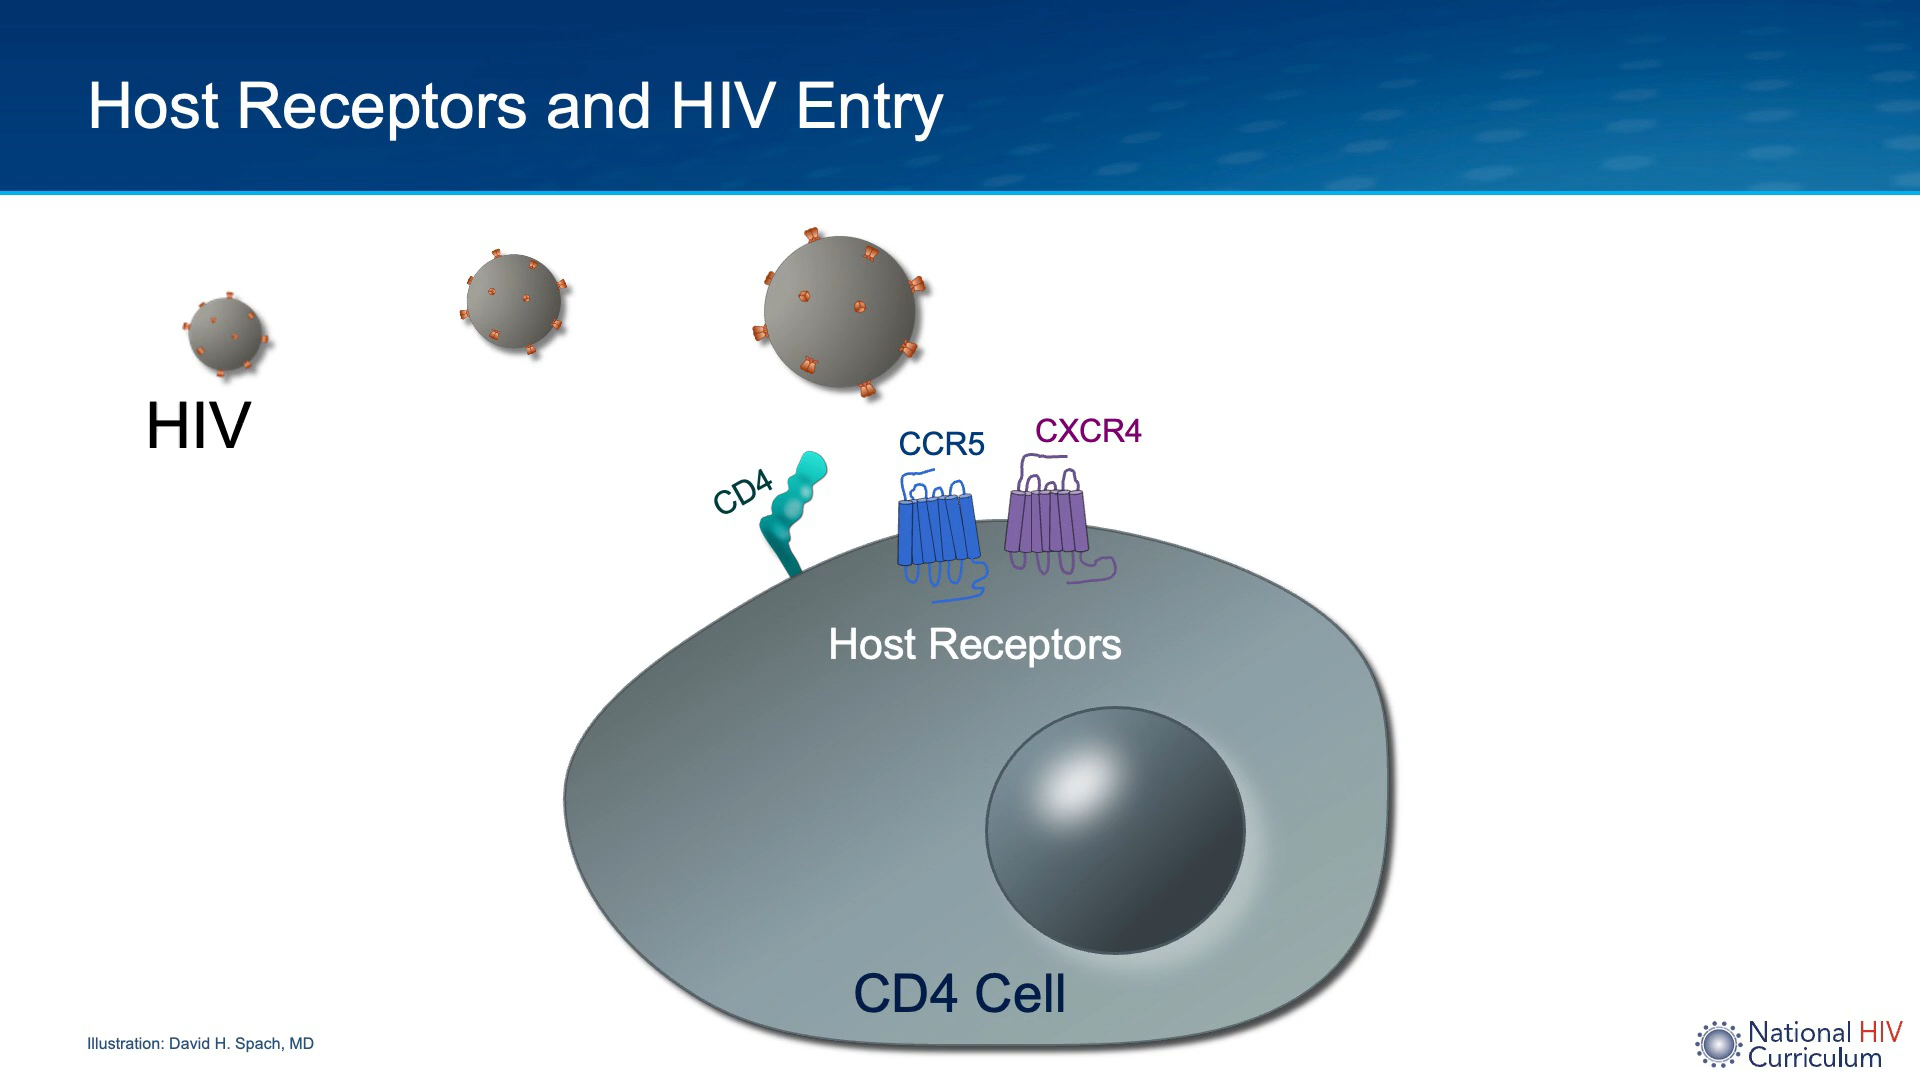 Host Receptors and HIV Entry
HIV
CD4
CCR5
CXCR4
Host Receptors
CD4 Cell
Illustration: David H. Spach, MD
National HIV
Curriculum